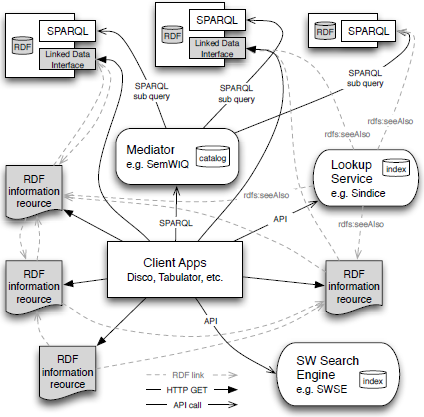 SPARQL
RDF
Linked Data
Interface
SPARQL
RDF
Linked Data
Interface
SPARQL
RDF
SPARQL
sub query
SPARQL
sub query
SPARQL
sub query
rdfs:seeAlso
rdfs:seeAlso
Mediator
e.g. SemWIQ
catalog
Lookup
Service
e.g. Sindice
index
RDF
information
reource
rdfs:seeAlso
SPARQL
API
rdfs:seeAlso
Client Apps
Disco, Tabulator, etc.
RDF
information
reource
RDF
information
reource
API
RDF
information
reource
SW Search
Engine
e.g. SWSE
index
RDF link
HTTP GET
API call